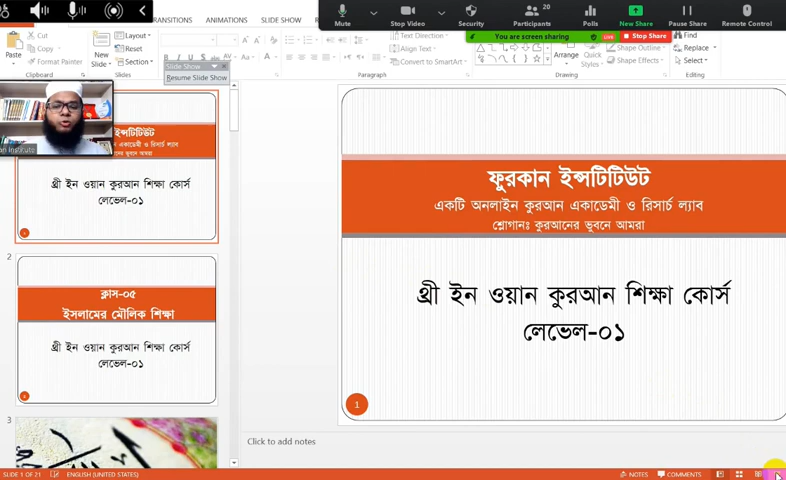 TRANSITIONS ANIMATIONS SLIDE SHOW
Mute Stop Video Security Participants 20 Polls New Share Pause Share Remote Control
You are screen sharing LIVE Stop Share
Paste
Cut
Copy
Format Painter
Clipboard
New Slide
Layout
Reset
Section
Slides
Slide Show
Resume Slide Show
Paragraph
Text Direction
Align Text
Convert to SmartArt
Arrange
Quick Styles
Shape Outline
Shape Effects
Drawing
Find
Replace
Select
Editing
ইন্সটিটিউট
একাডেমী ও রিসার্চ ল্যাব
ভুবনে আমরা
থ্রী ইন ওয়ান কুরআন শিক্ষা কোর্স
লেভেল-০১
2
ক্লাস-০৫
ইসলামের মৌলিক শিক্ষা
থ্রী ইন ওয়ান কুরআন শিক্ষা কোর্স
লেভেল-০১
3
ফুরকান ইন্সটিটিউট
একটি অনলাইন কুরআন একাডেমী ও রিসার্চ ল্যাব
শ্লোগানঃ কুরআনের ভুবনে আমরা
থ্রী ইন ওয়ান কুরআন শিক্ষা কোর্স
লেভেল-০১
1
Click to add notes
SLIDE 1 OF 21 ENGLISH (UNITED STATES) NOTES COMMENTS